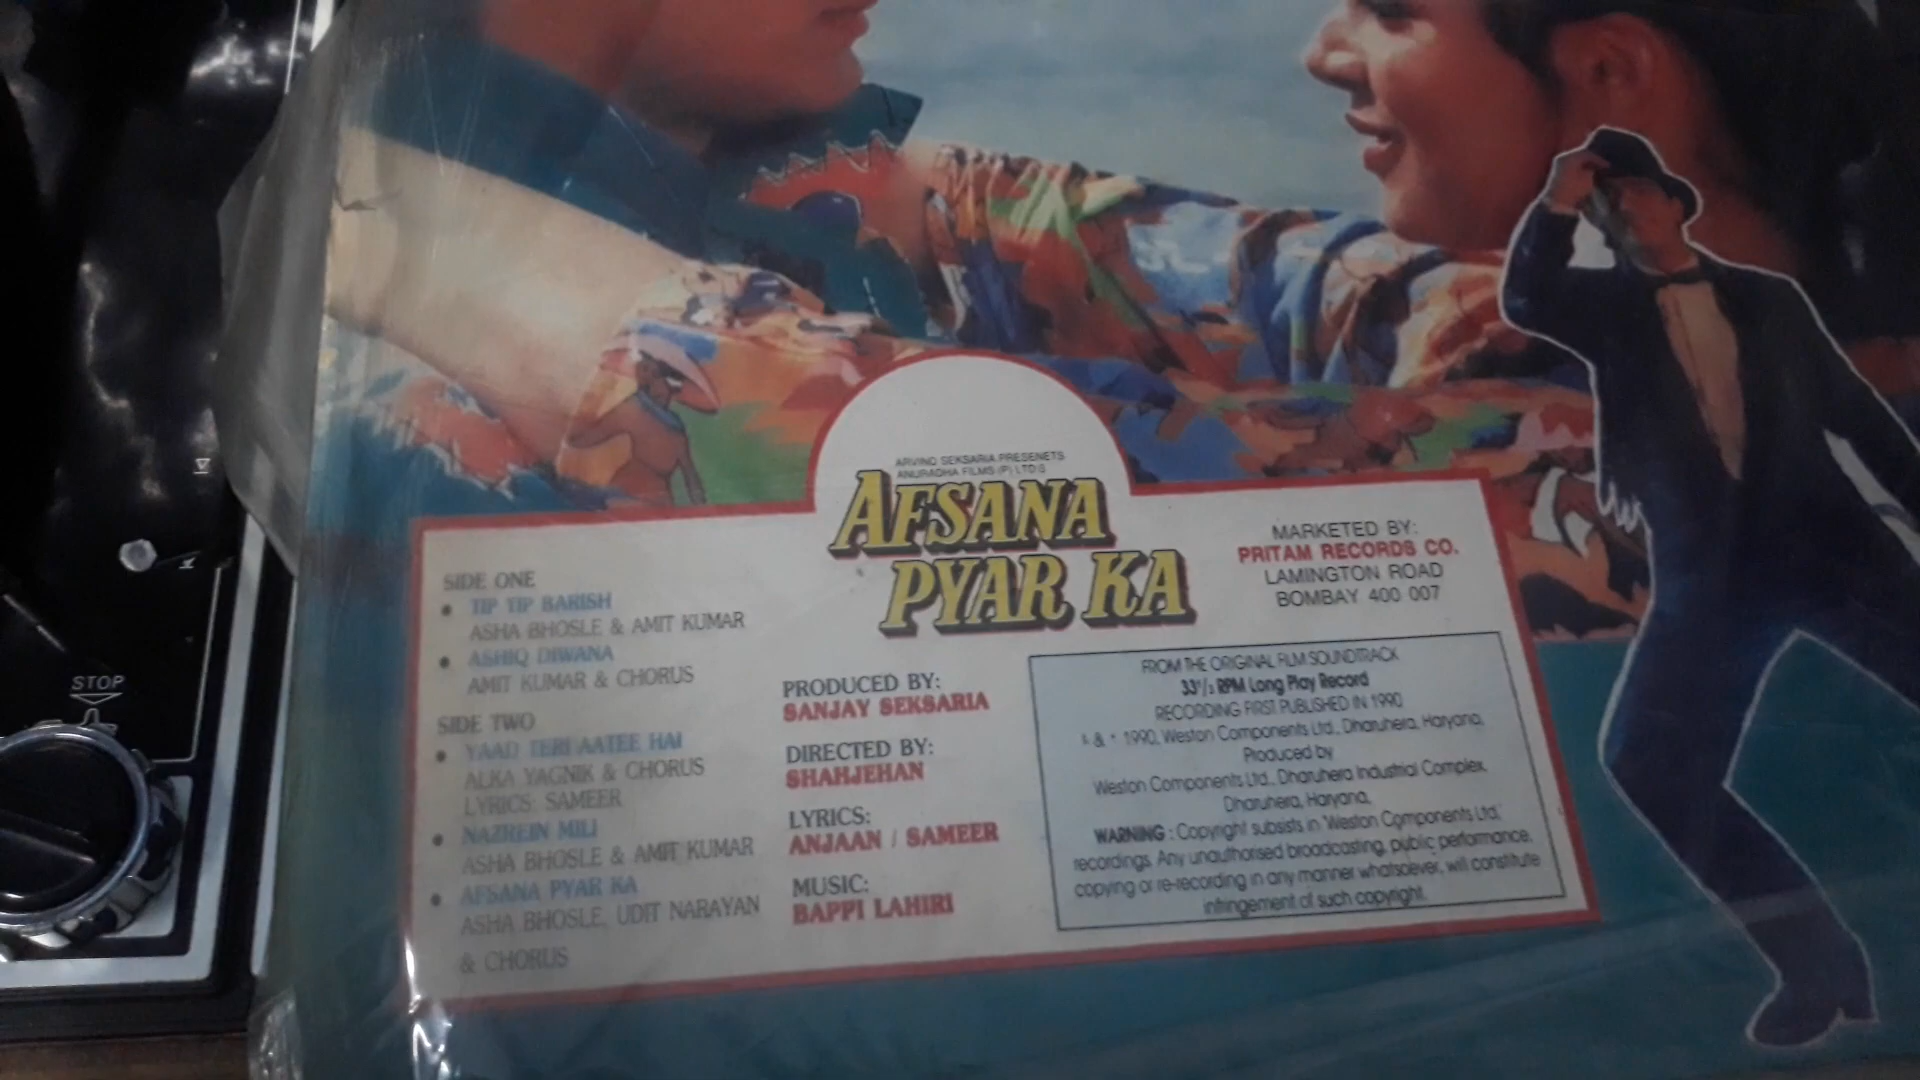 STOP
ARVIND SEKSARIA PRESENETS
ANURADHA FILMS (P) LTD'S
AFSANA
PYAR KA
MARKETED BY:
PRITAM RECORDS CO.
LAMINGTON ROAD
BOMBAY 400 007
SIDE ONE
• TIP TIP BARISH
ASHA BHOSLE & AMIT KUMAR
• ASHIQ DIWANA
AMIT KUMAR & CHORUS
SIDE TWO
• YAAD TERI AATEE HAI
ALKA YAGNIK & CHORUS
LYRICS: SAMEER
• NAZREIN MILI
ASHA BHOSLE & AMIT KUMAR
• AFSANA PYAR KA
ASHA BHOSLE, UDIT NARAYAN
& CHORUS
PRODUCED BY:
SANJAY SEKSARIA
DIRECTED BY:
SHAHJEHAN
LYRICS:
ANJAAN / SAMEER
MUSIC:
BAPPI LAHIRI
FROM THE ORIGINAL FILM SOUNDTRACK
33⅓ RPM Long Play Record
RECORDING FIRST PUBLISHED IN 1990
& 1990, Weston Components Ltd., Dharuhera, Haryana,
Produced by
Weston Components Ltd., Dharuhera Industrial Complex,
Dharuhera, Haryana,
WARNING : Copyright subsists in 'Weston Components Ltd.'
recordings. Any unauthorised broadcasting, public performance,
copying or re-recording in any manner whatsoever, will constitute
infringement of such copyright.